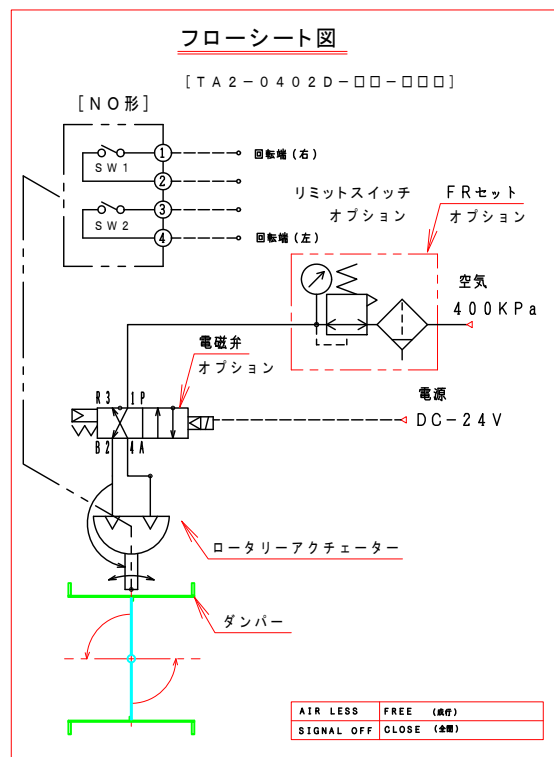 フローシート図
[TA2-0402D-□□-□□□]
[NO形]
SW1
1
2
SW2
3
4
回転端(右)
回転端(左)
リミットスイッチ
オプション
FRセット
オプション
空気
400KPa
電磁弁
オプション
電源
DC-24V
R3
1P
B2
4A
ロータリーアクチェーター
ダンパー
AIR LESS FREE (成行)
SIGNAL OFF CLOSE (全閉)